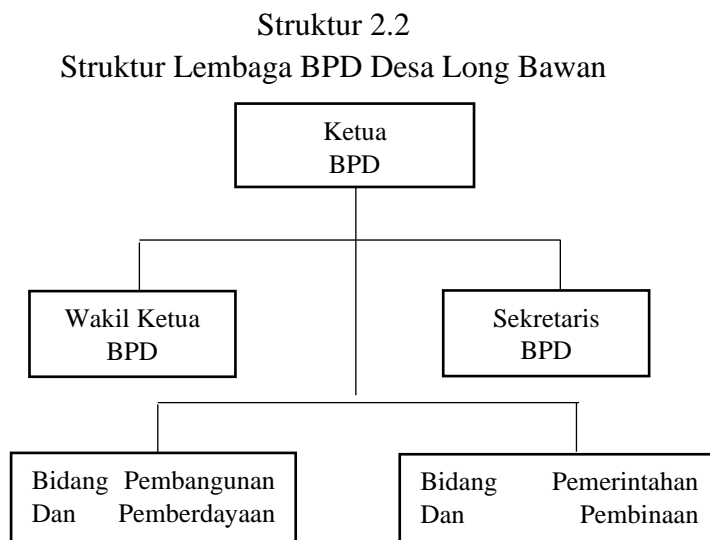 Struktur 2.2
Struktur Lembaga BPD Desa Long Bawan
Ketua
BPD
Wakil Ketua
BPD
Sekretaris
BPD
Bidang Pembangunan
Dan Pemberdayaan
Bidang Pemerintahan
Dan Pembinaan